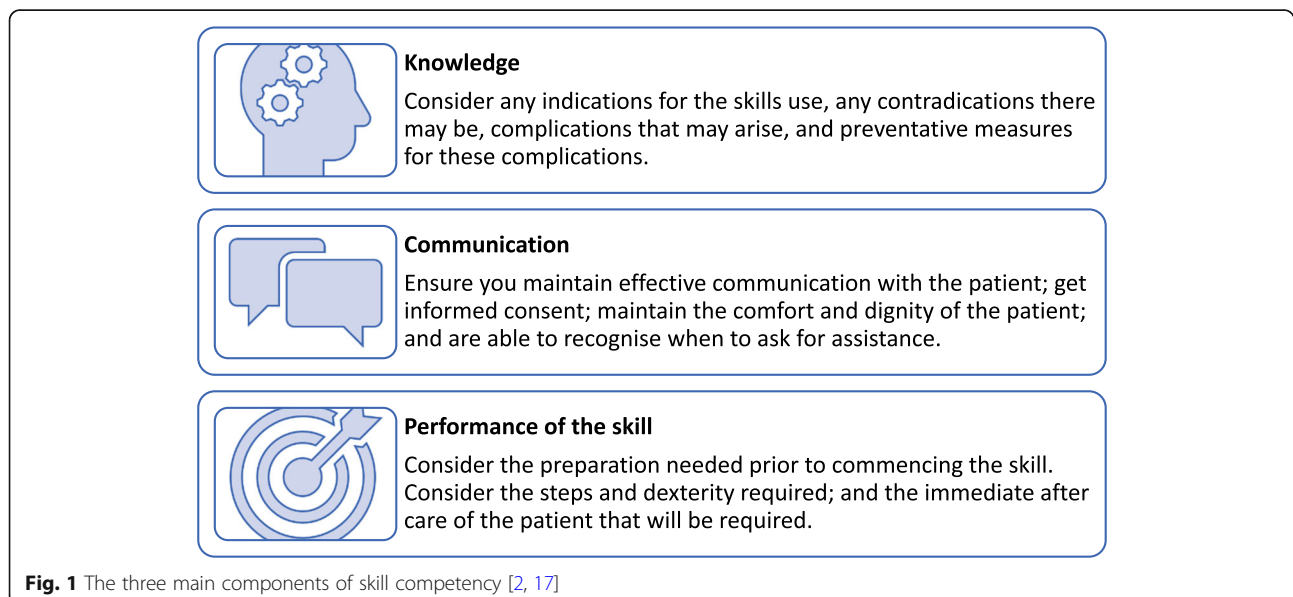 Knowledge
Consider any indications for the skills use, any contradications there
may be, complications that may arise, and preventative measures
for these complications.
Communication
Ensure you maintain effective communication with the patient; get
informed consent; maintain the comfort and dignity of the patient;
and are able to recognise when to ask for assistance.
Performance of the skill
Consider the preparation needed prior to commencing the skill.
Consider the steps and dexterity required; and the immediate after
care of the patient that will be required.
Fig. 1 The three main components of skill competency [2, 17]